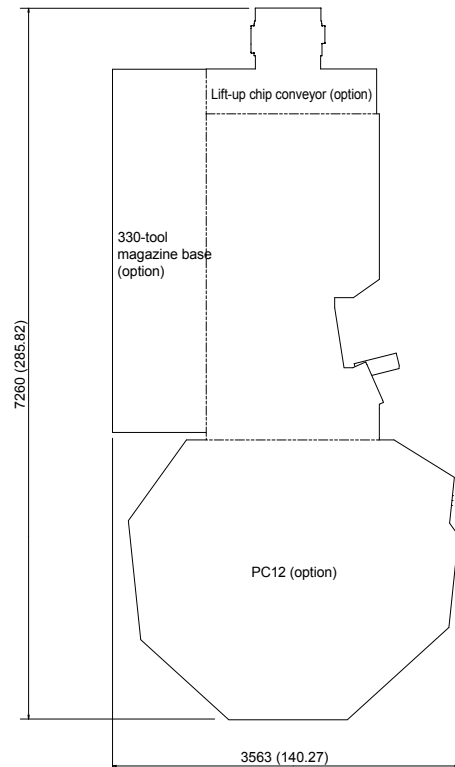 Lift-up chip conveyor (option)
330-tool
magazine base
(option)
7260 (285.82)
PC12 (option)
3563 (140.27)